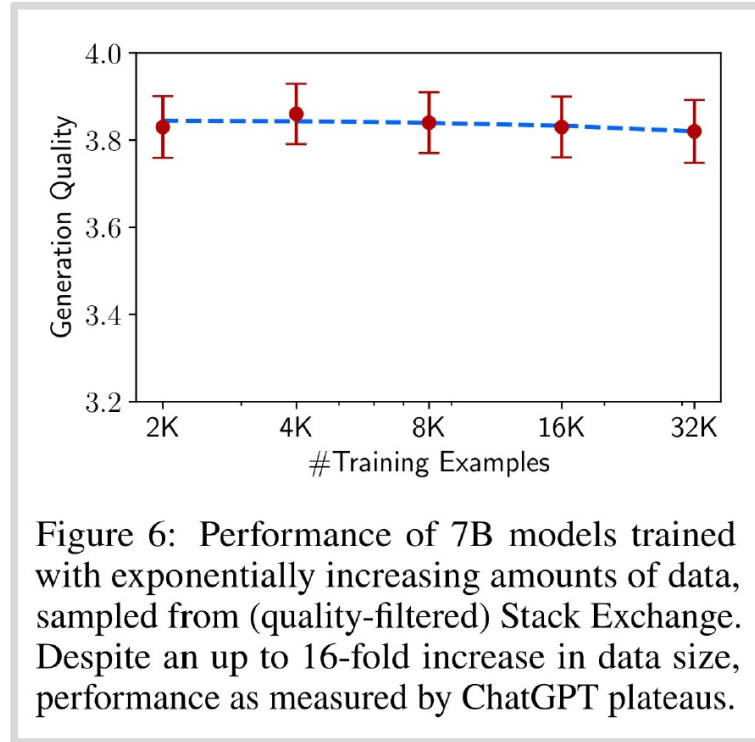 4.0
3.8
3.6
3.4
3.2
Generation Quality
2K 4K 8K 16K 32K
#Training Examples
Figure 6: Performance of 7B models trained
with exponentially increasing amounts of data,
sampled from (quality-filtered) Stack Exchange.
Despite an up to 16-fold increase in data size,
performance as measured by ChatGPT plateaus.